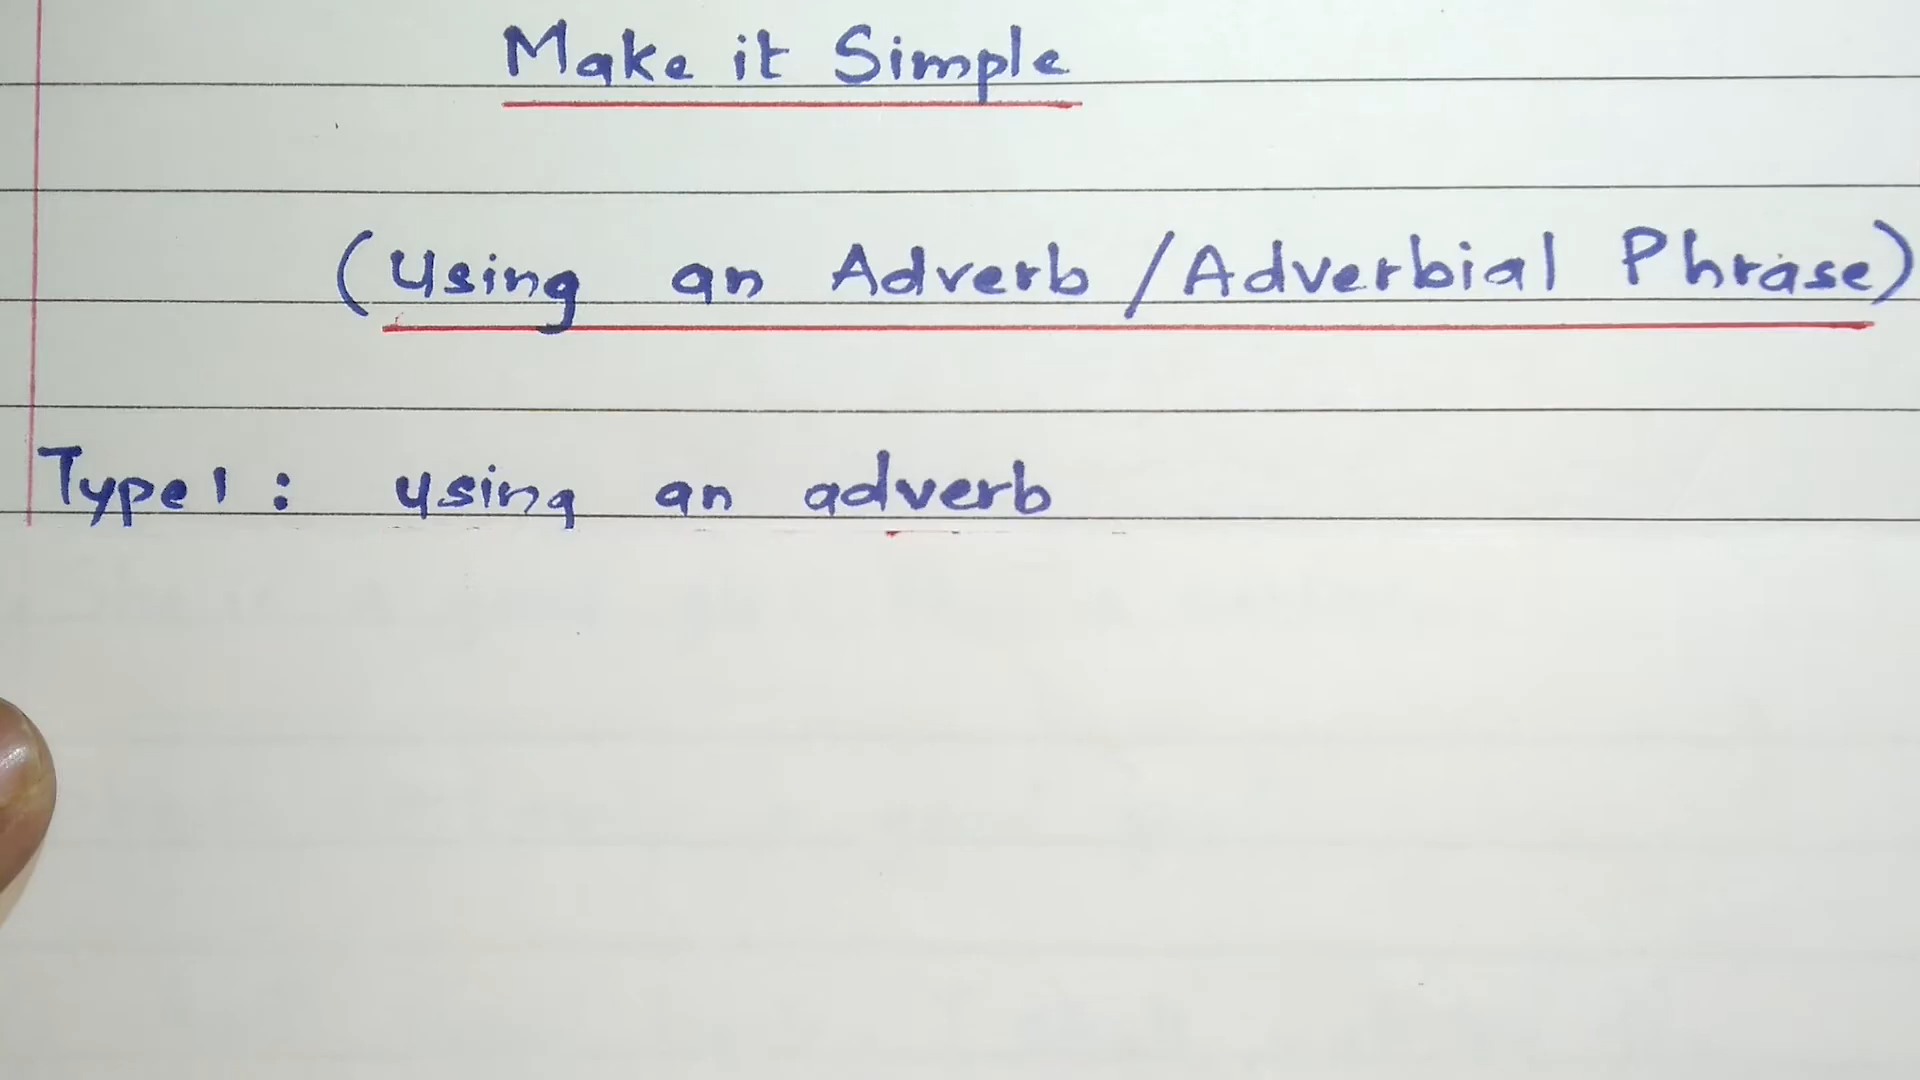 Make it Simple
(Using an Adverb / Adverbial Phrase)
Type 1 : using an adverb